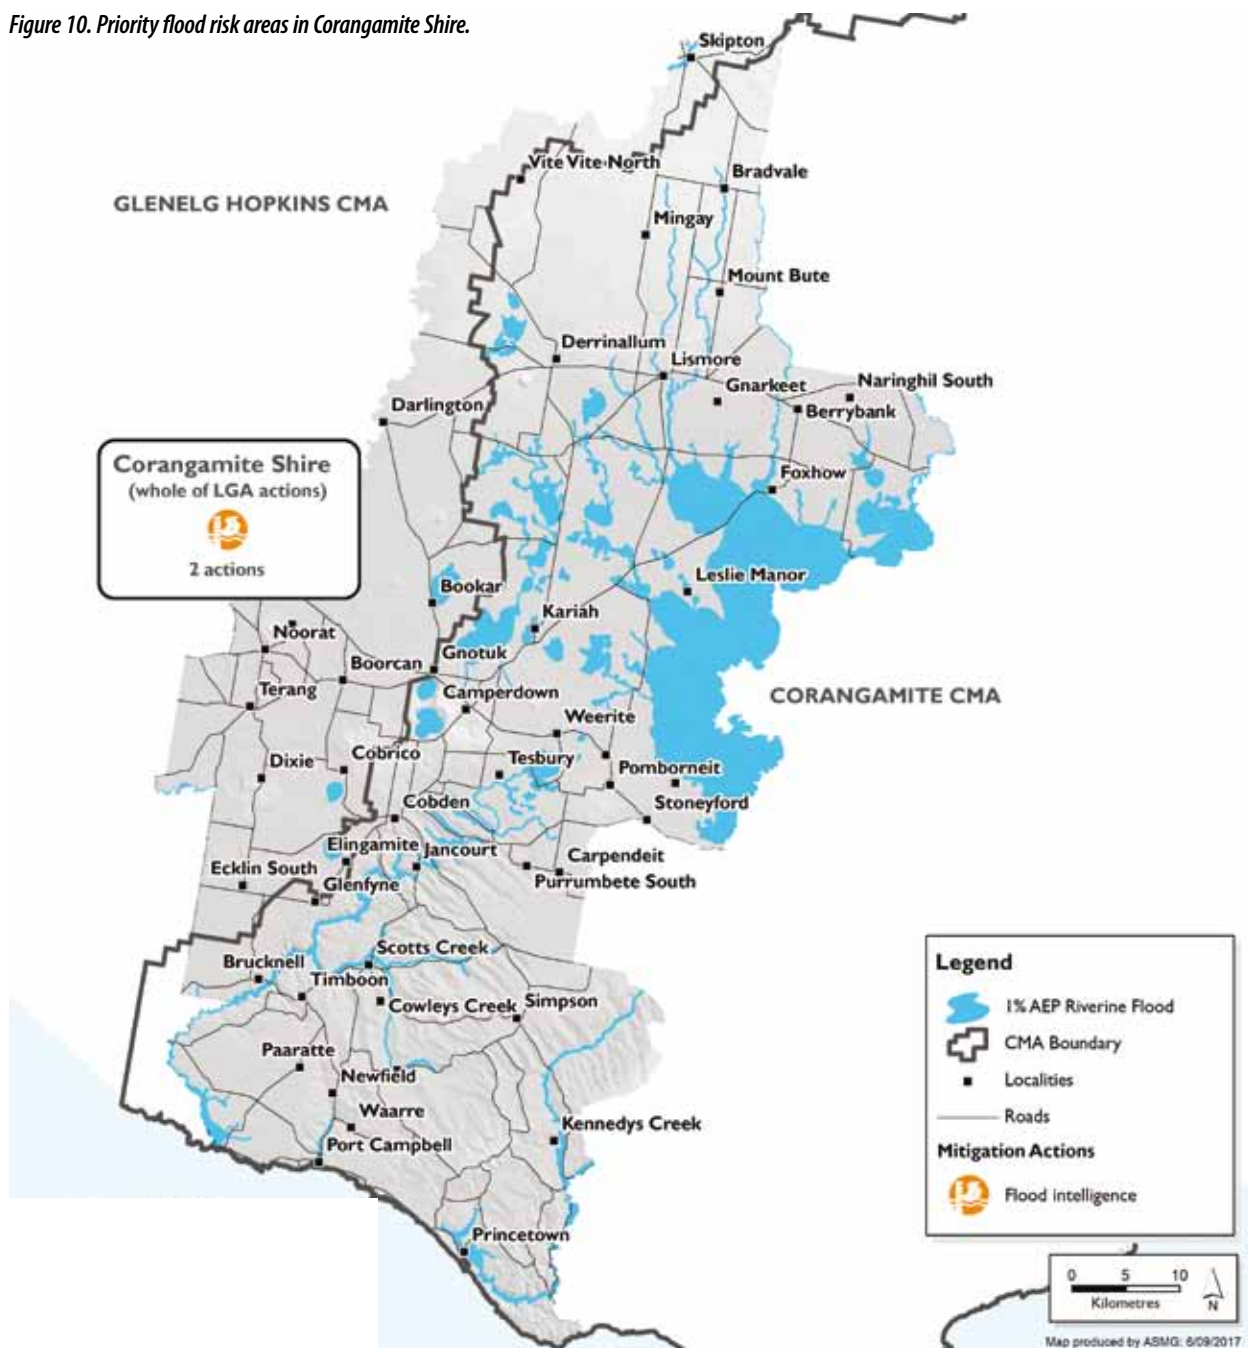 Figure 10. Priority flood risk areas in Corangamite Shire.
Skipton
Vite Vite North
Bradvale
GLENELG HOPKINS CMA
Mingay
Mount Bute
Derrinallum
Lismore
Gnarkeet
Naringhil South
Darlington
Berrybank
Corangamite Shire
(whole of LGA actions)
2 actions
Foxhow
Leslie Manor
Bookar
Kariah
Noorat
Gnotuk
Boorcan
Terang
Camperdown
CORANGAMITE CMA
Weerite
Cobrico
Dixie
Tesbury
Pomborneit
Cobden
Stoneyford
Elingamite
Jancourt
Carpendeit
Ecklin South
Glenfyne
Purrumbete South
Scotts Creek
Brucknell
Timboon
Cowleys Creek
Simpson
Paaratte
Newfield
Waarre
Kennedys Creek
Port Campbell
Princetown
Legend
1% AEP Riverine Flood
CMA Boundary
Localities
Roads
Mitigation Actions
Flood intelligence
0 5 10
Kilometres
N
Map produced by ASMG: 6/09/2017